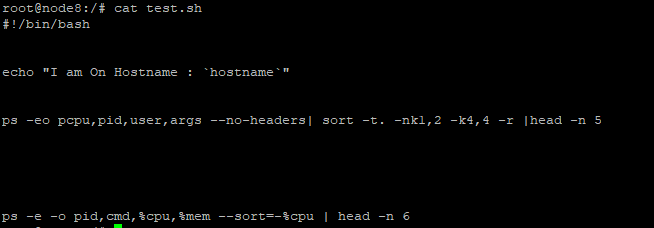 root@node8:/# cat test.sh
#!/bin/bash
echo "I am On Hostname : `hostname`"
ps -eo pcpu,pid,user,args --no-headers| sort -t. -nk1,2 -k4,4 -r |head -n 5
ps -e -o pid,cmd,%cpu,%mem --sort=-%cpu | head -n 6